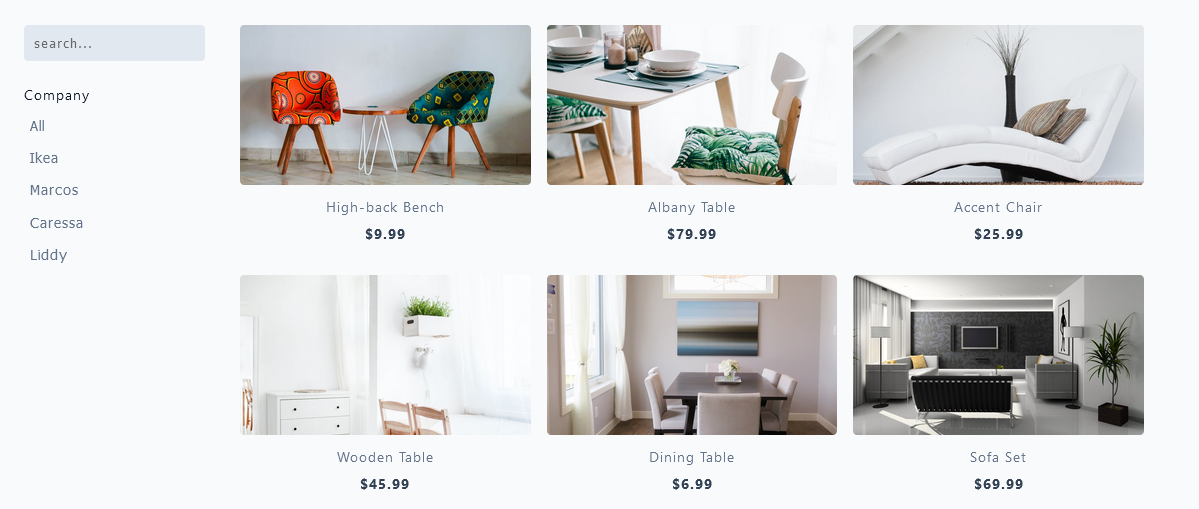 search...
Company
All
Ikea
Marcos
Caressa
Liddy
High-back Bench
$9.99
Albany Table
$79.99
Accent Chair
$25.99
Wooden Table
$45.99
Dining Table
$6.99
Sofa Set
$69.99